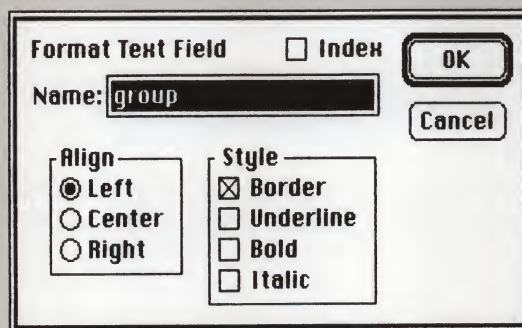 Format Text Field
Index
OK
Name: group
Cancel
Align
Left
Center
Right
Style
Border
Underline
Bold
Italic